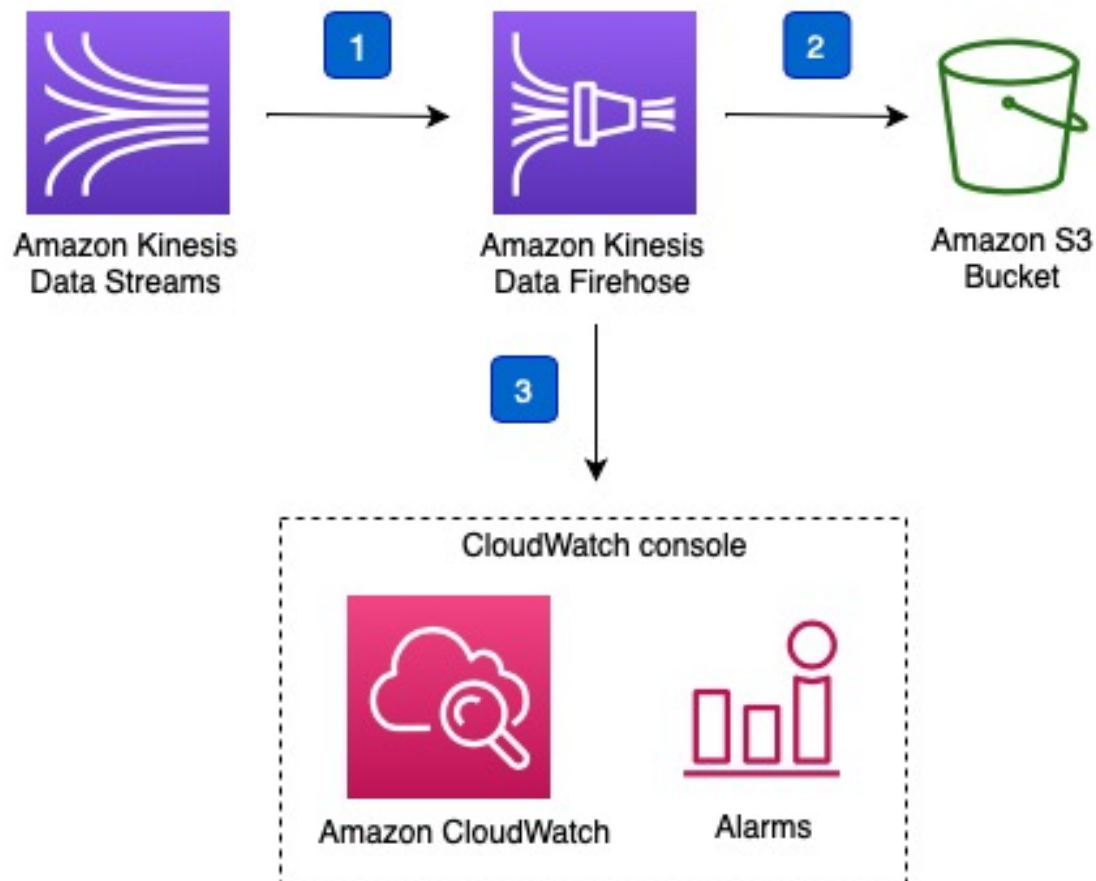 1
2
Amazon Kinesis
Data Streams
Amazon Kinesis
Data Firehose
Amazon S3
Bucket
3
CloudWatch console
Amazon CloudWatch
Alarms